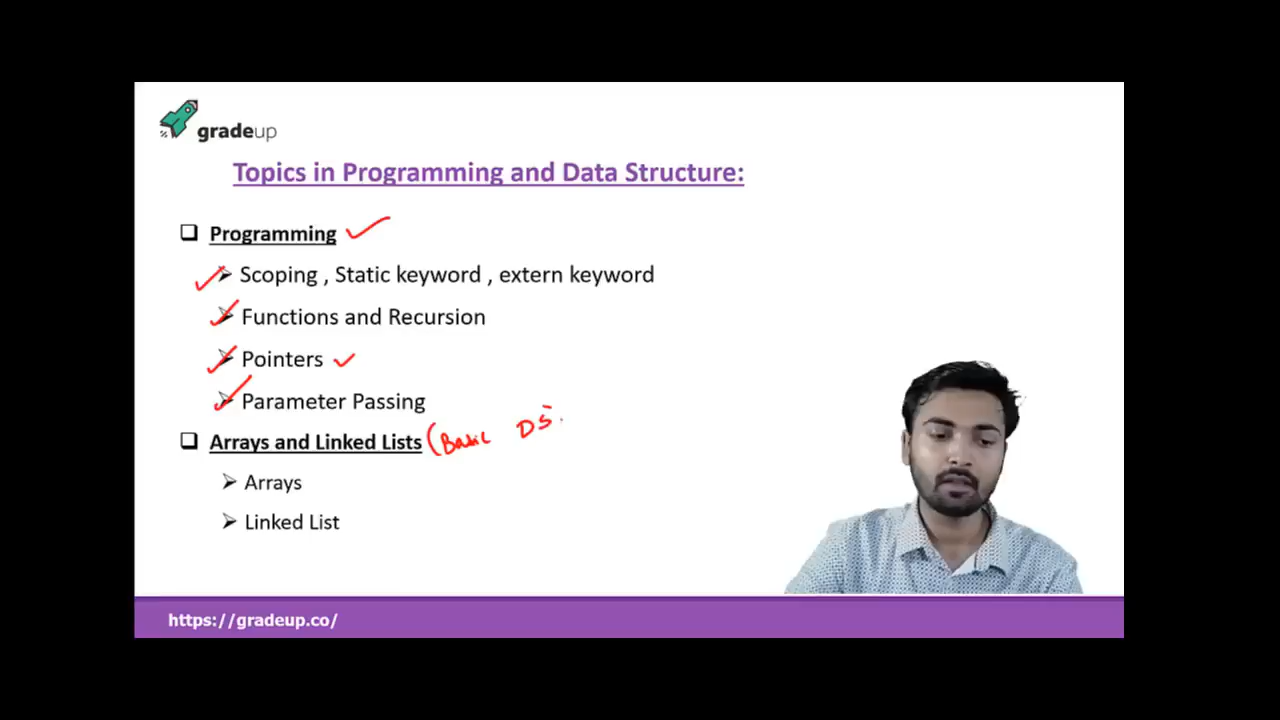 gradeup
Topics in Programming and Data Structure:
Programming
Scoping , Static keyword , extern keyword
Functions and Recursion
Pointers
Parameter Passing
Arrays and Linked Lists (Basic DS
Arrays
Linked List
https://gradeup.co/